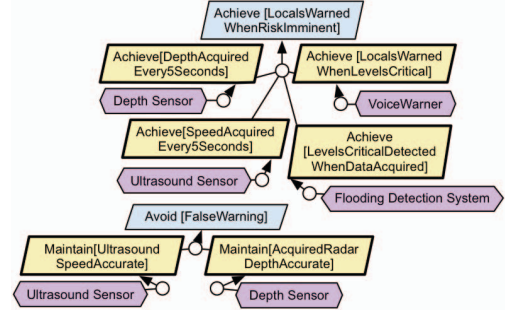 Achieve [LocalsWarned
WhenRiskImminent]
Achieve[DepthAcquired
Every5Seconds]
Achieve [LocalsWarned
WhenLevelsCritical]
Depth Sensor
VoiceWarner
Achieve[SpeedAcquired
Every5Seconds]
Achieve
[LevelsCriticalDetected
WhenDataAcquired]
Ultrasound Sensor
Flooding Detection System
Avoid [FalseWarning]
Maintain[Ultrasound
SpeedAccurate]
Maintain[AcquiredRadar
DepthAccurate]
Ultrasound Sensor
Depth Sensor